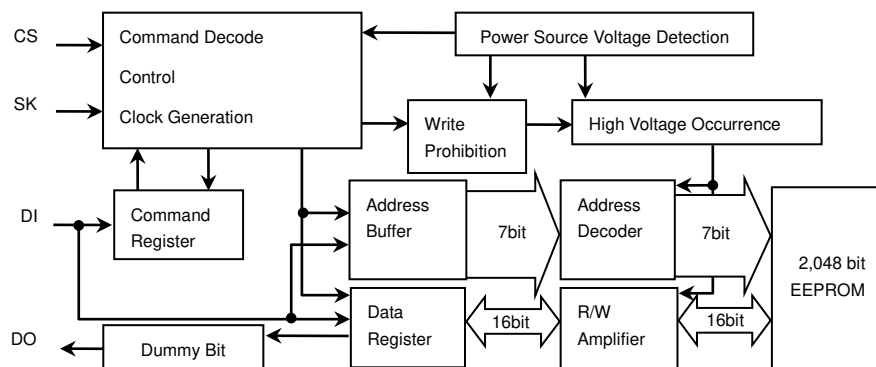 CS
Command Decode
Power Source Voltage Detection
Control
SK
Clock Generation
Write
Prohibition
High Voltage Occurrence
DI
Command
Register
Address
Buffer
7bit
Address
Decoder
7bit
2,048 bit
EEPROM
Data
Register
16bit
R/W
Amplifier
16bit
DO
Dummy Bit